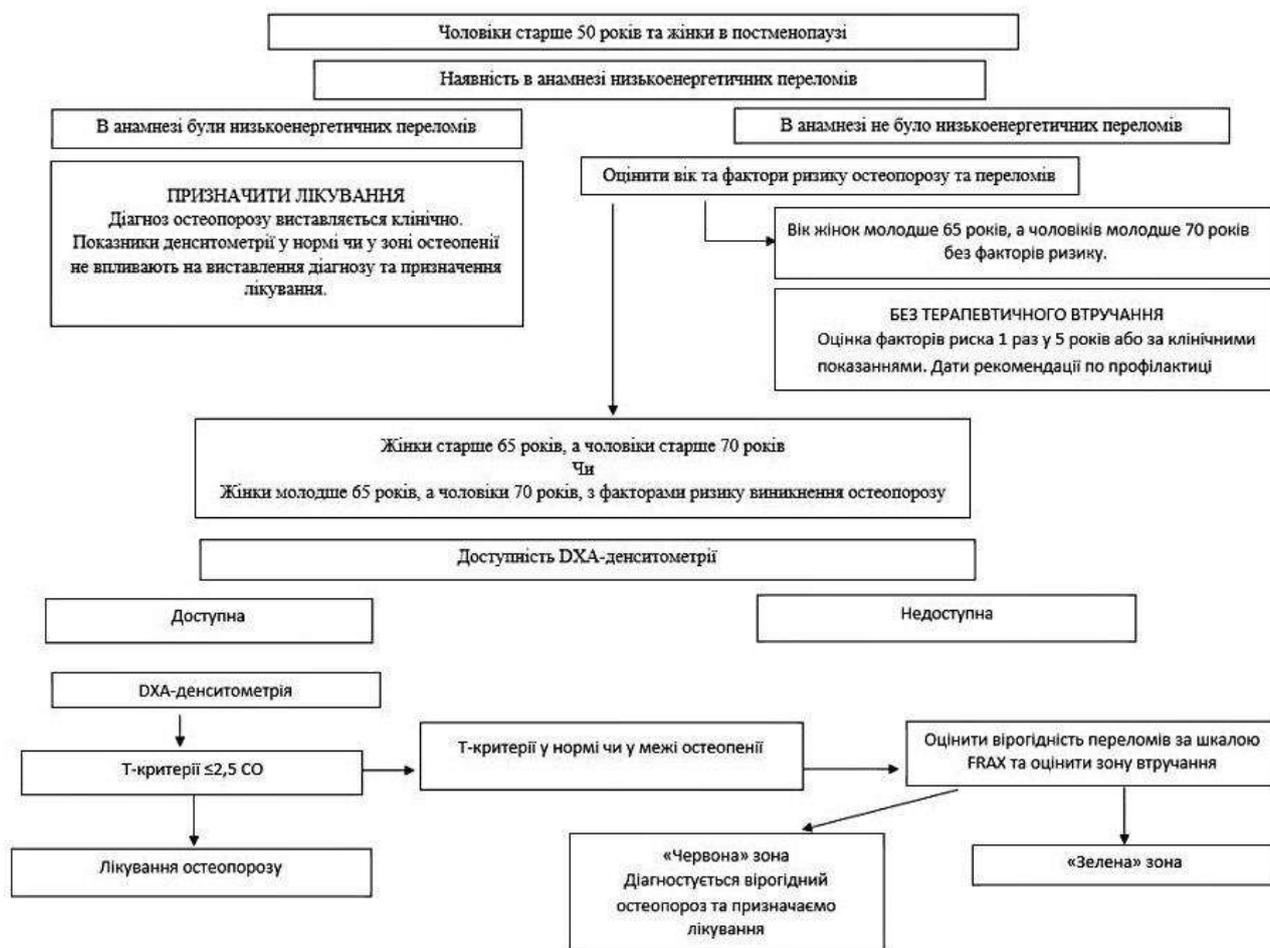 Чоловіки старше 50 років та жінки в постменопаузі
Наявність в анамнезі низькоенергетичних переломів
В анамнезі були низькоенергетичних переломів
В анамнезі не було низькоенергетичних переломів
ПРИЗНАЧИТИ ЛІКУВАННЯ
Діагноз остеопорозу виставляється клінічно.
Показники денситометрії у нормі чи у зоні остеопенії
не впливають на виставлення діагнозу та призначення
лікування.
Оцінити вік та фактори ризику остеопорозу та переломів
Вік жінок молодше 65 років, а чоловіків молодше 70 років
без факторів ризику.
БЕЗ ТЕРАПЕВТИЧНОГО ВТРУЧАННЯ
Оцінка факторів риска 1 раз у 5 років або за клінічними
показаннями. Дати рекомендації по профілактиці
Жінки старше 65 років, а чоловіки старше 70 років
Чи
Жінки молодше 65 років, а чоловіки 70 років, з факторами ризику виникнення остеопорозу
Доступність DXA-денситометрії
Доступна
Недоступна
DXA-денситометрія
Т-критерії ≤2,5 СО
Т-критерії у нормі чи у межі остеопенії
Оцінити вірогідність переломів за шкалою
FRAX та оцінити зону втручання
Лікування остеопорозу
«Червона» зона
Діагностується вірогідний
остеопороз та призначаємо
лікування
«Зелена» зона